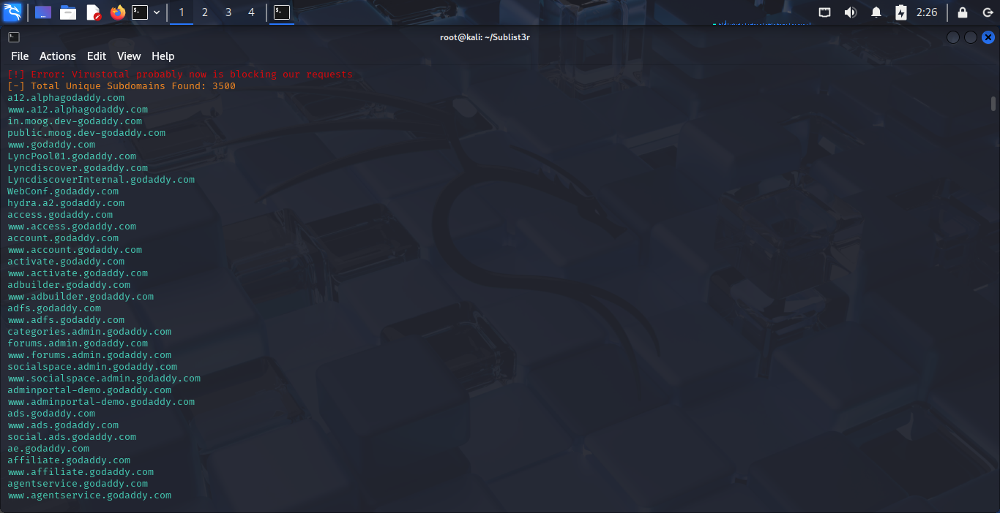 1 2 3 4 2:26
root@kali: ~/Sublist3r
File Actions Edit View Help
[!] Error: Virustotal probably now is blocking our requests
[-] Total Unique Subdomains Found: 3500
a12.alphagodaddy.com
www.a12.alphagodaddy.com
in.moog.dev-godaddy.com
public.moog.dev-godaddy.com
www.godaddy.com
LyncPool01.godaddy.com
Lyncdiscover.godaddy.com
LyncdiscoverInternal.godaddy.com
WebConf.godaddy.com
hydra.a2.godaddy.com
access.godaddy.com
www.access.godaddy.com
account.godaddy.com
www.account.godaddy.com
activate.godaddy.com
www.activate.godaddy.com
adbuilder.godaddy.com
www.adbuilder.godaddy.com
adfs.godaddy.com
www.adfs.godaddy.com
categories.admin.godaddy.com
forums.admin.godaddy.com
www.forums.admin.godaddy.com
socialspace.admin.godaddy.com
www.socialspace.admin.godaddy.com
adminportal-demo.godaddy.com
www.adminportal-demo.godaddy.com
ads.godaddy.com
www.ads.godaddy.com
social.ads.godaddy.com
ae.godaddy.com
affiliate.godaddy.com
www.affiliate.godaddy.com
agentservice.godaddy.com
www.agentservice.godaddy.com